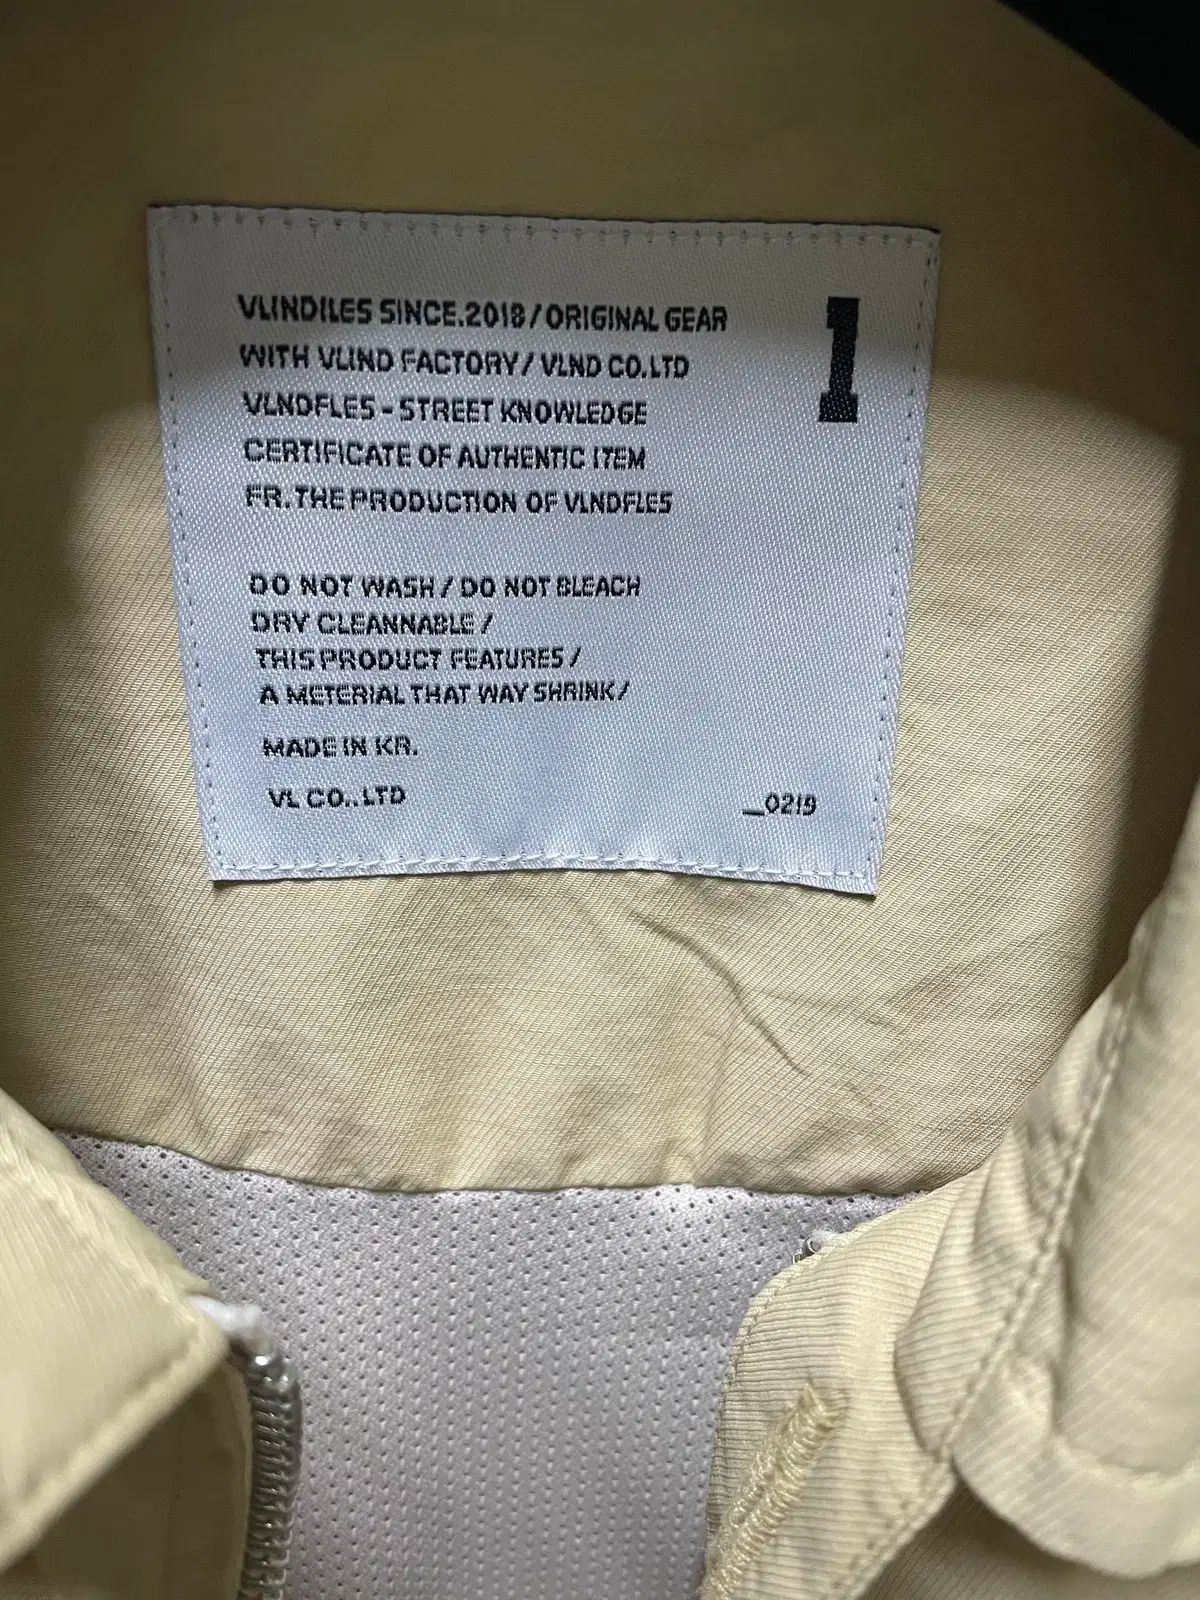 VLINDILES SINCE.2018 / ORIGINAL GEAR
1
WITH VLIND FACTORY / VLND CO.LTD
VLNDFLES - STREET KNOWLEDGE
CERTIFICATE OF AUTHENTIC ITEM
FR. THE PRODUCTION OF VLNDFLES
DO NOT WASH / DO NOT BLEACH
DRY CLEANNABLE /
THIS PRODUCT FEATURES /
A METERIAL THAT WAY SHRINK /
MADE IN KR.
VL CO..LTD
_0219